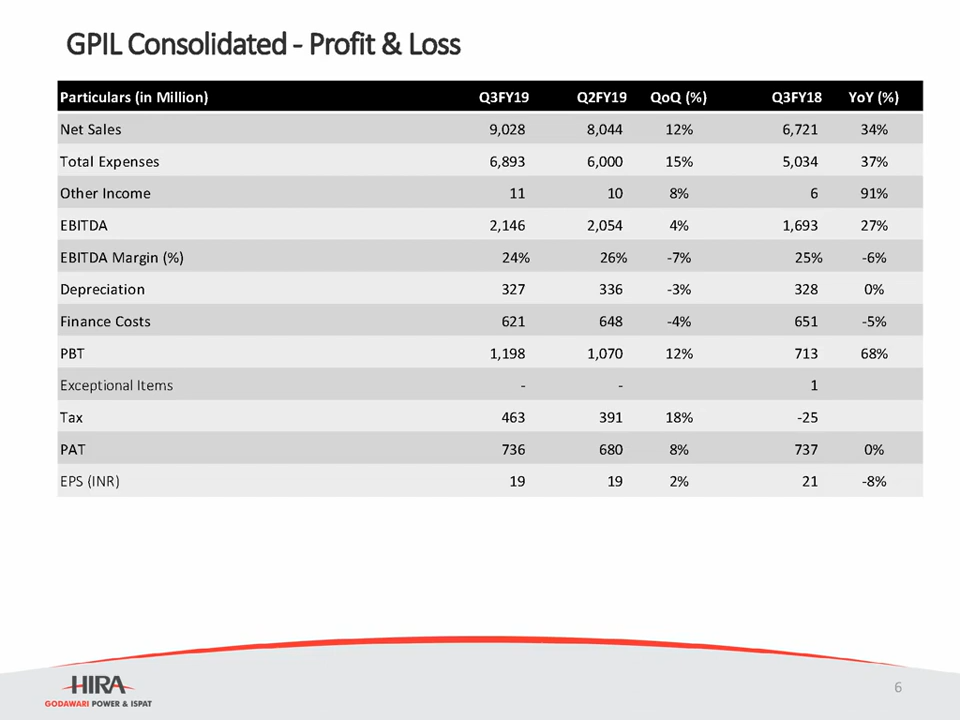 GPIL Consolidated - Profit & Loss
Particulars (in Million) Q3FY19 Q2FY19 QoQ (%) Q3FY18 YoY (%)
Net Sales 9,028 8,044 12% 6,721 34%
Total Expenses 6,893 6,000 15% 5,034 37%
Other Income 11 10 8% 6 91%
EBITDA 2,146 2,054 4% 1,693 27%
EBITDA Margin (%) 24% 26% -7% 25% -6%
Depreciation 327 336 -3% 328 0%
Finance Costs 621 648 -4% 651 -5%
PBT 1,198 1,070 12% 713 68%
Exceptional Items - - 1
Tax 463 391 18% -25
PAT 736 680 8% 737 0%
EPS (INR) 19 19 2% 21 -8%
HIRA
GODAWARI POWER & ISPAT
6